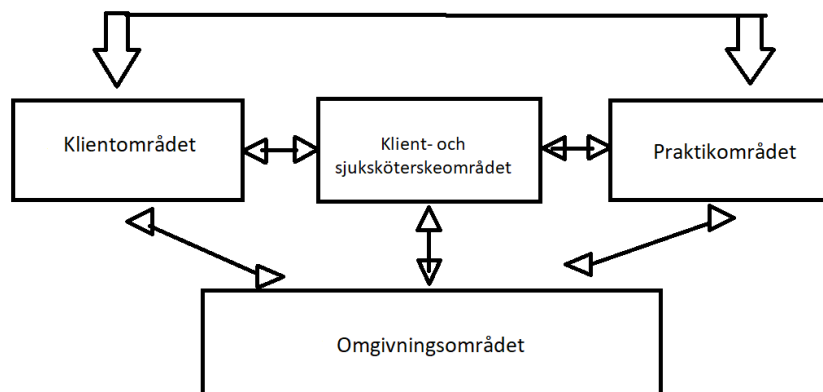 Klientområdet
Klient- och
sjuksköterskeområdet
Praktikområdet
Omgivningsområdet